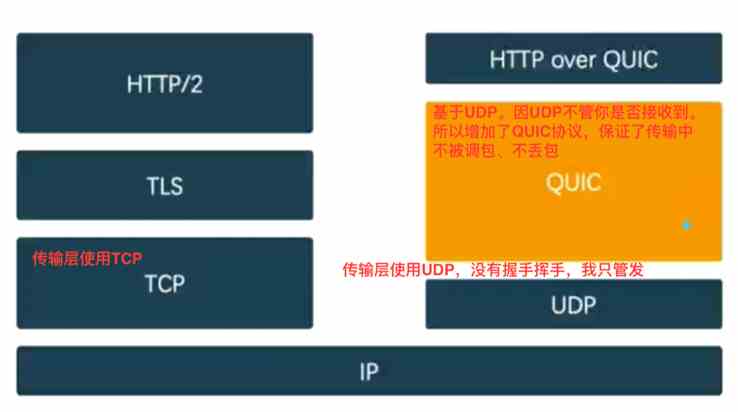 HTTP/2
TLS
传输层使用TCP
TCP
HTTP over QUIC
基于UDP。因UDP不管你是否接收到。
所以增加了QUIC协议，保证了传输中
不被调包、不丢包
QUIC
传输层使用UDP，没有握手挥手，我只管发
UDP
IP